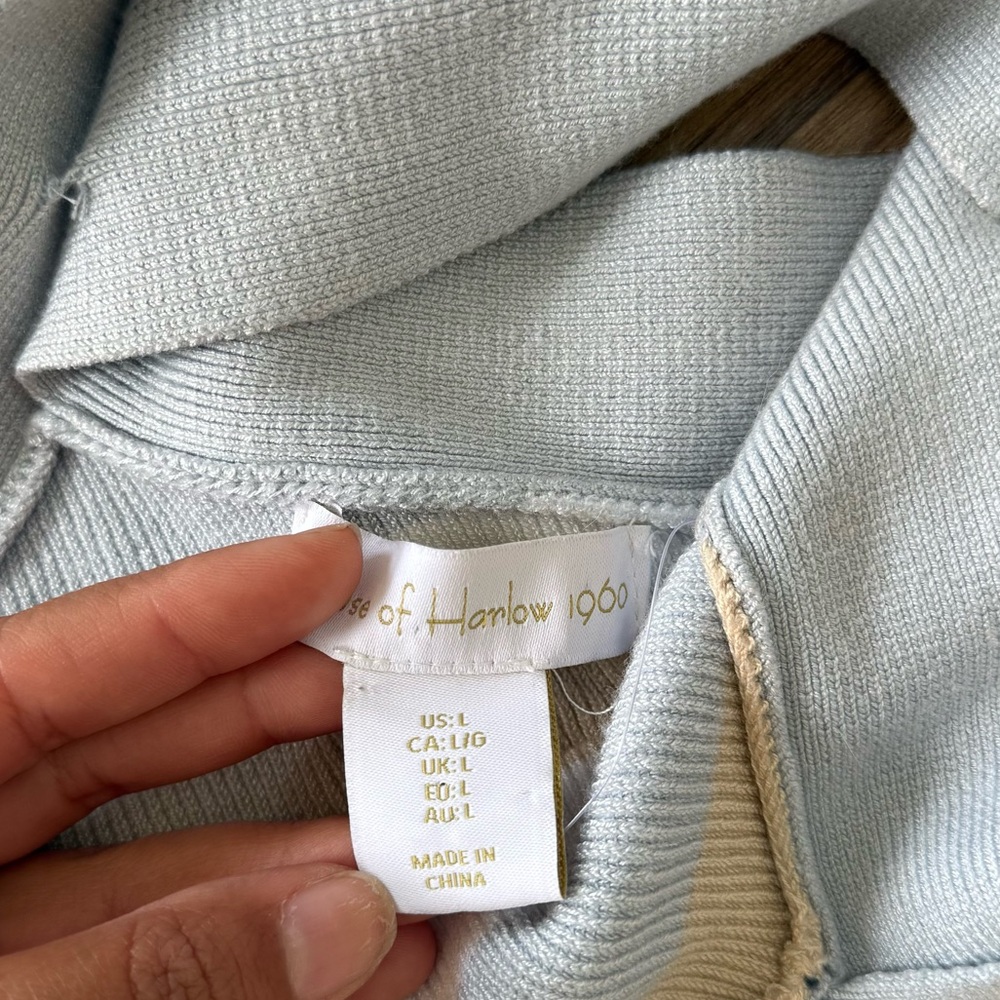 se of Harlow 1960
US: L
CA: L/G
UK: L
EU: L
AU: L
MADE IN
CHINA